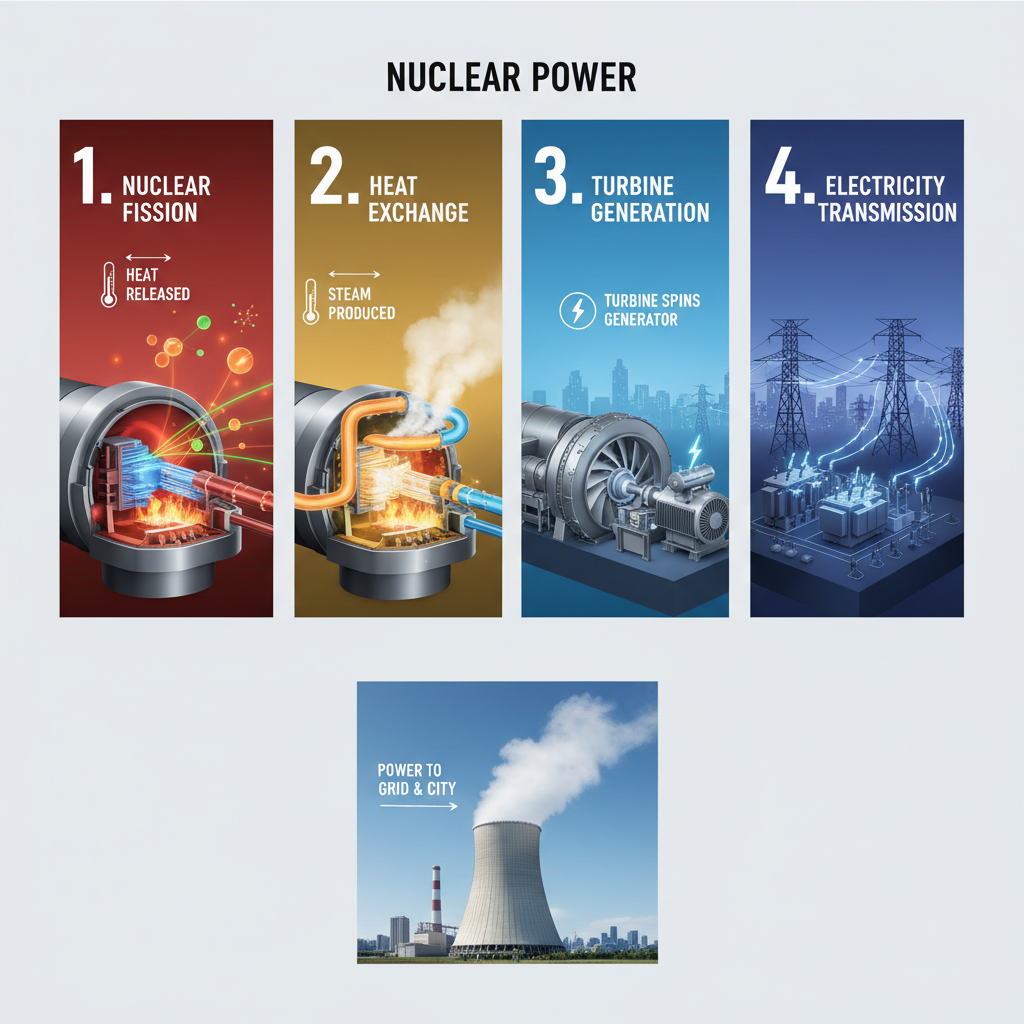 NUCLEAR POWER
1. NUCLEAR
FISSION
HEAT
RELEASED
2. HEAT
EXCHANGE
STEAM
PRODUCED
3. TURBINE
GENERATION
TURBINE SPINS
GENERATOR
4. ELECTRICITY
TRANSMISSION
POWER TO
GRID & CITY